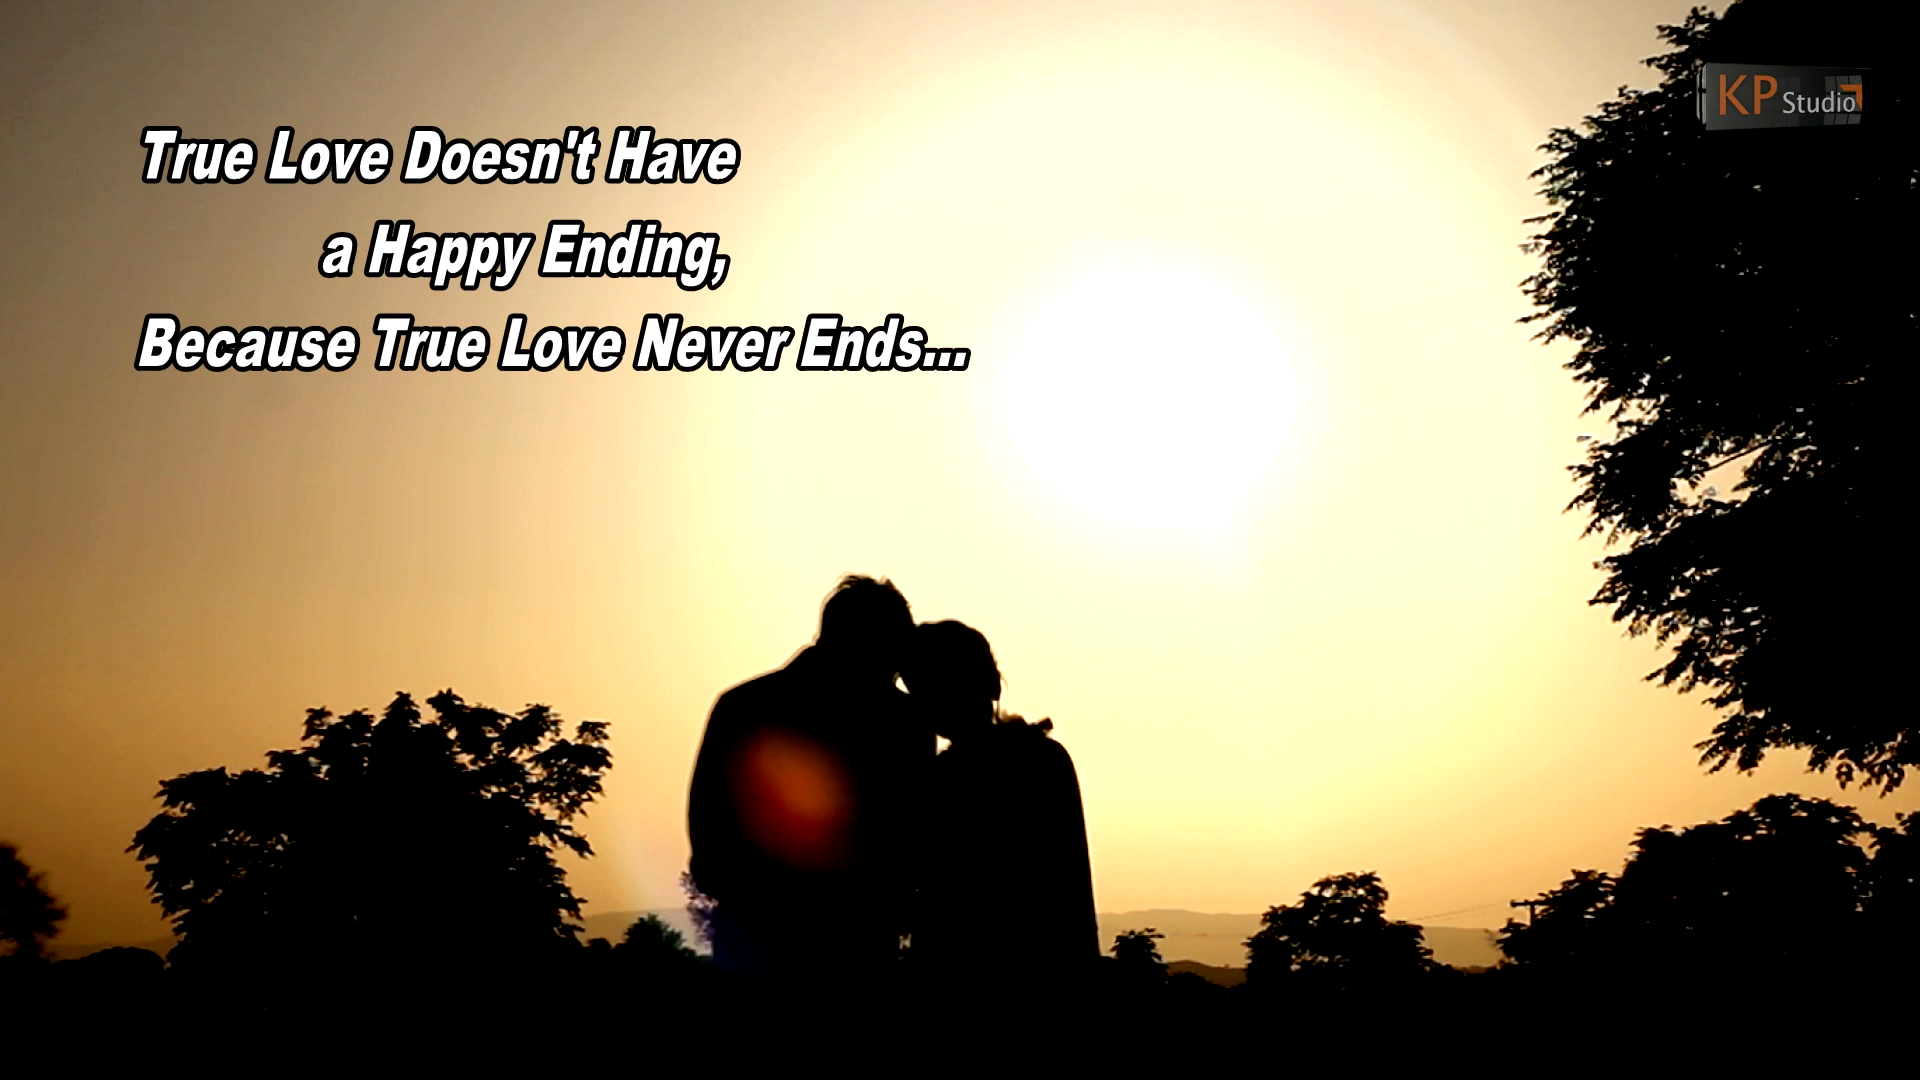 KP Studio
True Love Doesn't Have
a Happy Ending,
Because True Love Never Ends...